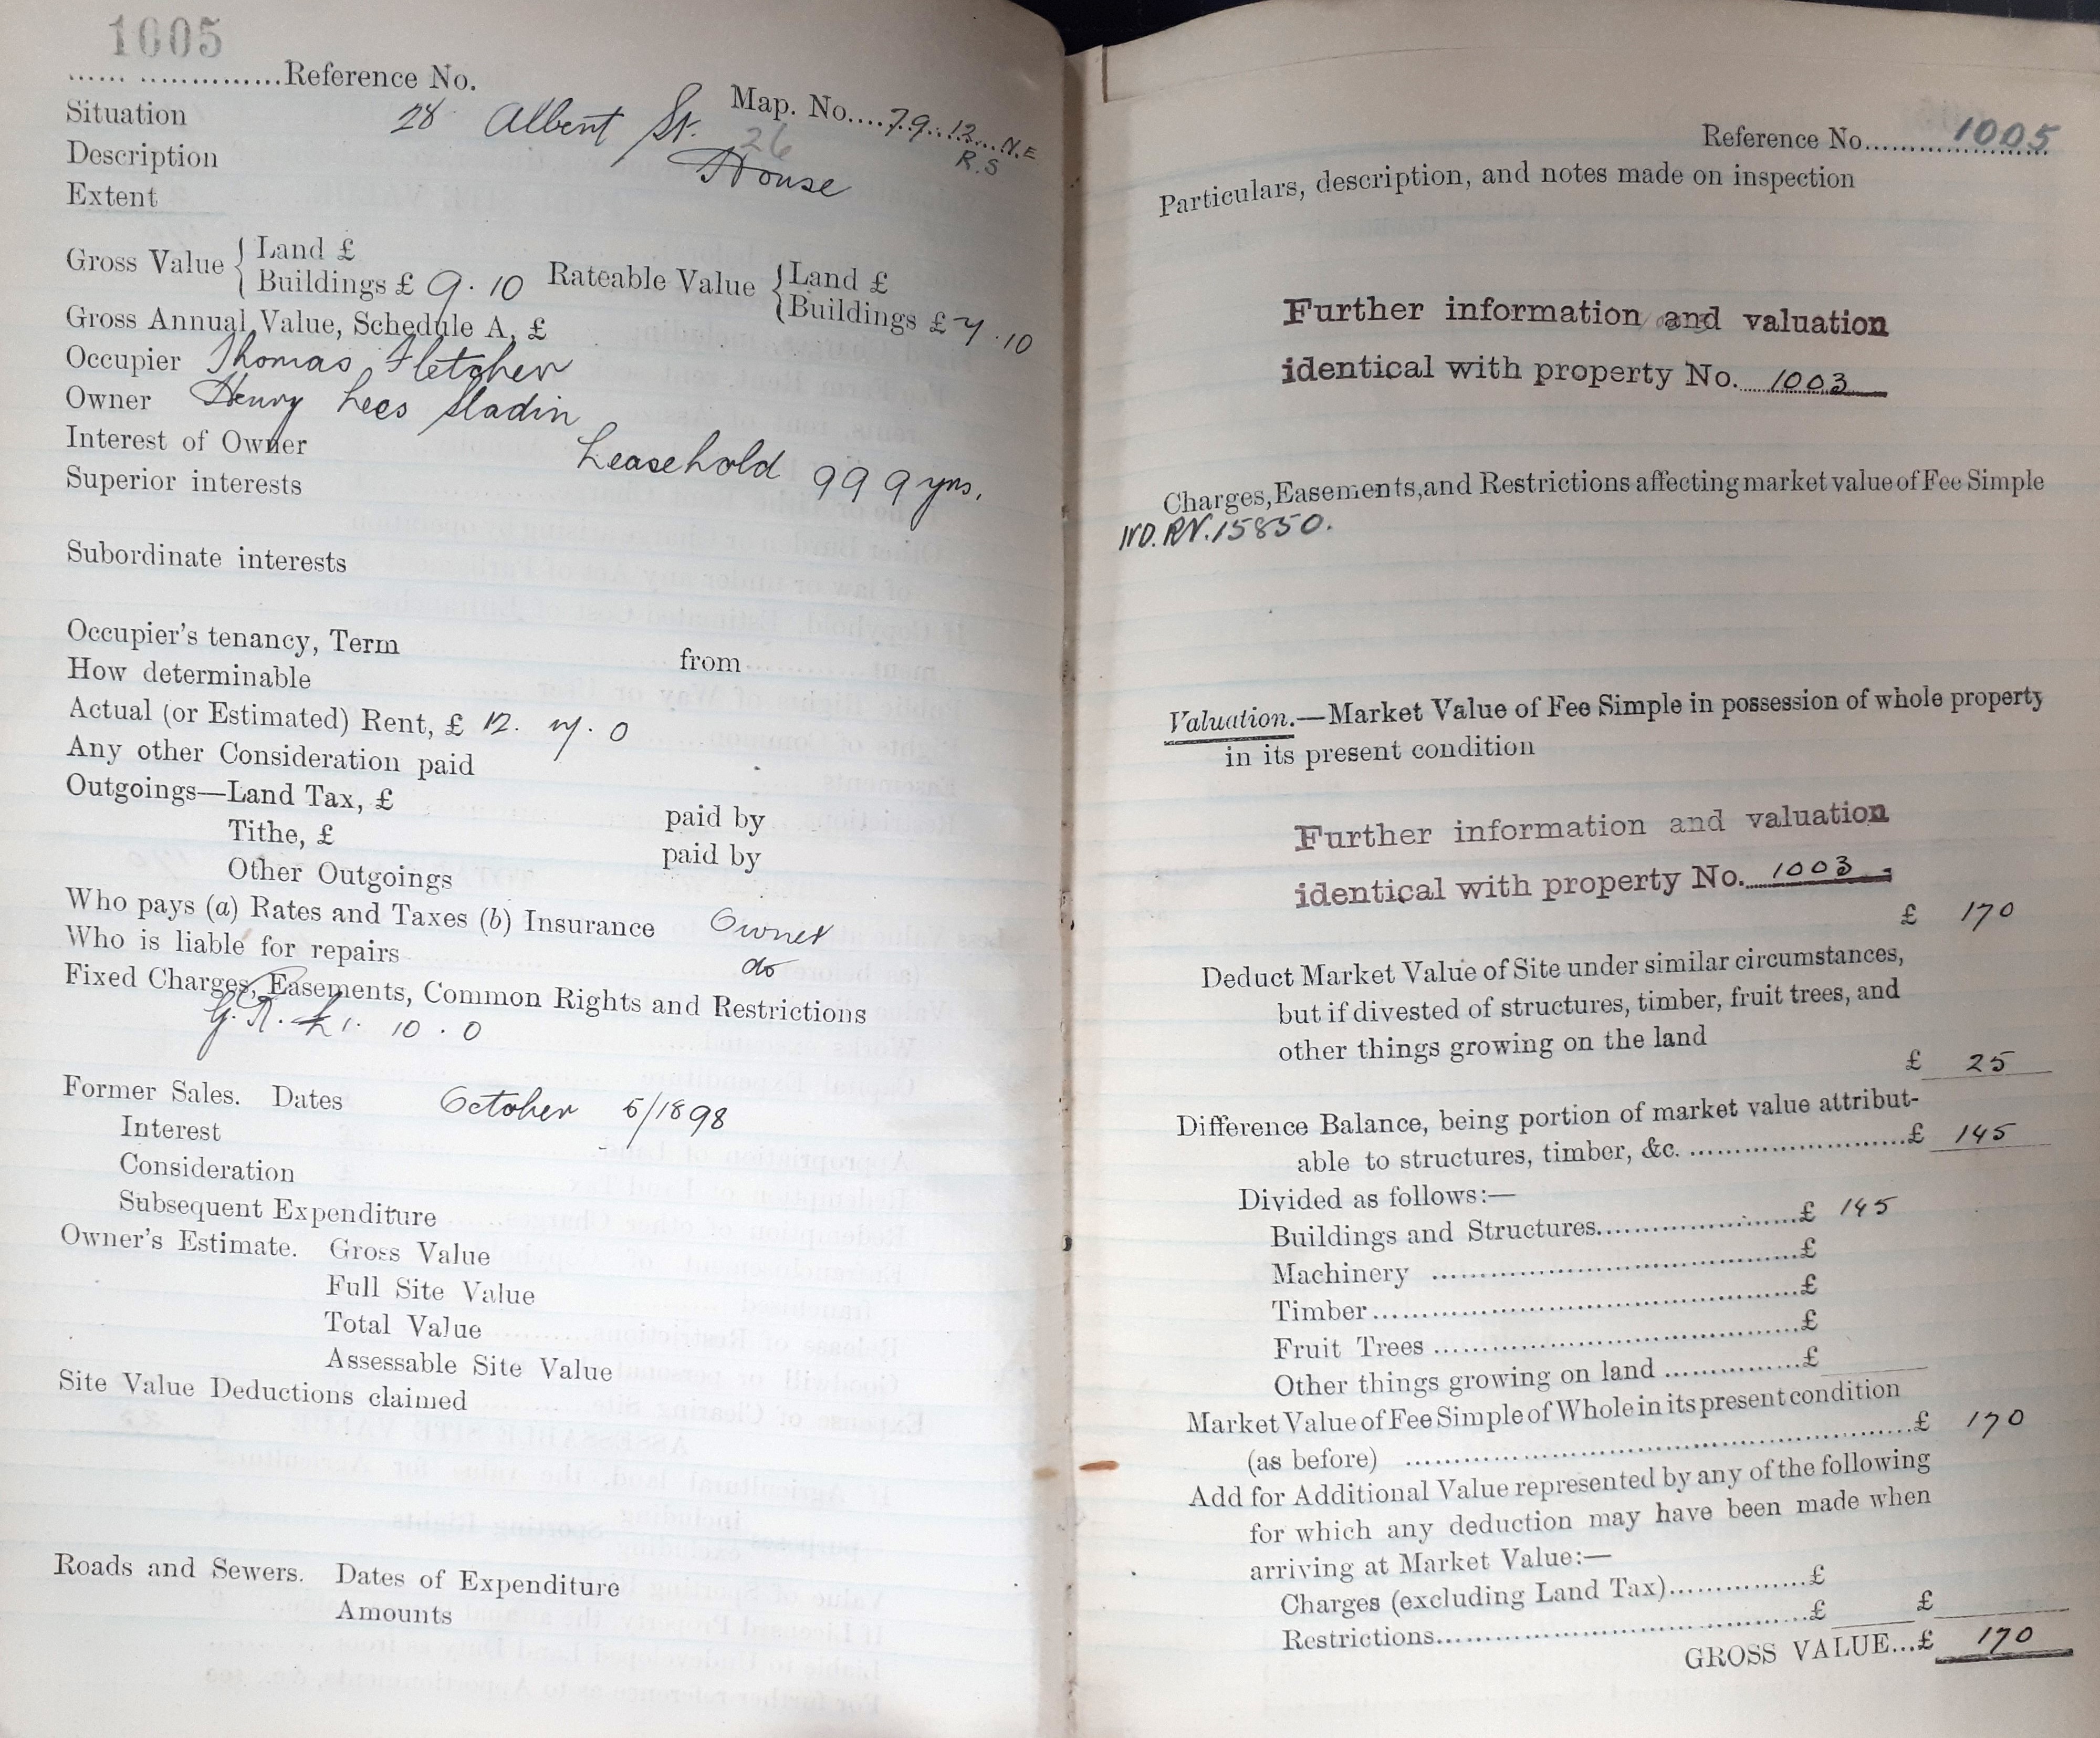 1005
...... ..............Reference No.
Map. No....79..12...N.E
R.S
Situation 28 Albert St.
26
Description House
Extent
Gross Value { Land £
Buildings £ 9.10
Rateable Value { Land £
Buildings £ 7.10
Gross Annual Value, Schedule A, £
Occupier Thomas Fletcher
Owner Henry Lees Sladin
Interest of Owner Leasehold 999 yrs.
Superior interests
Subordinate interests
Occupier's tenancy, Term from
How determinable
Actual (or Estimated) Rent, £ 12. 7. 0
Any other Consideration paid
Outgoings—Land Tax, £ paid by
Tithe, £ paid by
Other Outgoings
Who pays (a) Rates and Taxes (b) Insurance Owner
Who is liable for repairs do
Fixed Charges, Easements, Common Rights and Restrictions
G.R. £1. 10. 0
Former Sales. Dates October 5/1898
Interest
Consideration
Subsequent Expenditure
Owner's Estimate. Gross Value
Full Site Value
Total Value
Assessable Site Value
Site Value Deductions claimed
Roads and Sewers. Dates of Expenditure
Amounts
Reference No. 1005
Particulars, description, and notes made on inspection
Further information and valuation
identical with property No. 1003
Charges, Easements, and Restrictions affecting market value of Fee Simple
ND.RV.15850.
Valuation.—Market Value of Fee Simple in possession of whole property
in its present condition
Further information and valuation
identical with property No. 1003
£ 170
Deduct Market Value of Site under similar circumstances,
but if divested of structures, timber, fruit trees, and
other things growing on the land
£ 25
Difference Balance, being portion of market value attribut-
able to structures, timber, &c. ........................£ 145
Divided as follows:—
Buildings and Structures........................£ 145
Machinery ........................£
Timber........................£
Fruit Trees ........................£
Other things growing on land ..............£
Market Value of Fee Simple of Whole in its present condition
(as before) ........................£ 170
Add for Additional Value represented by any of the following
for which any deduction may have been made when
arriving at Market Value:—
Charges (excluding Land Tax)..............£
Restrictions........................£ £
GROSS VALUE...£ 170